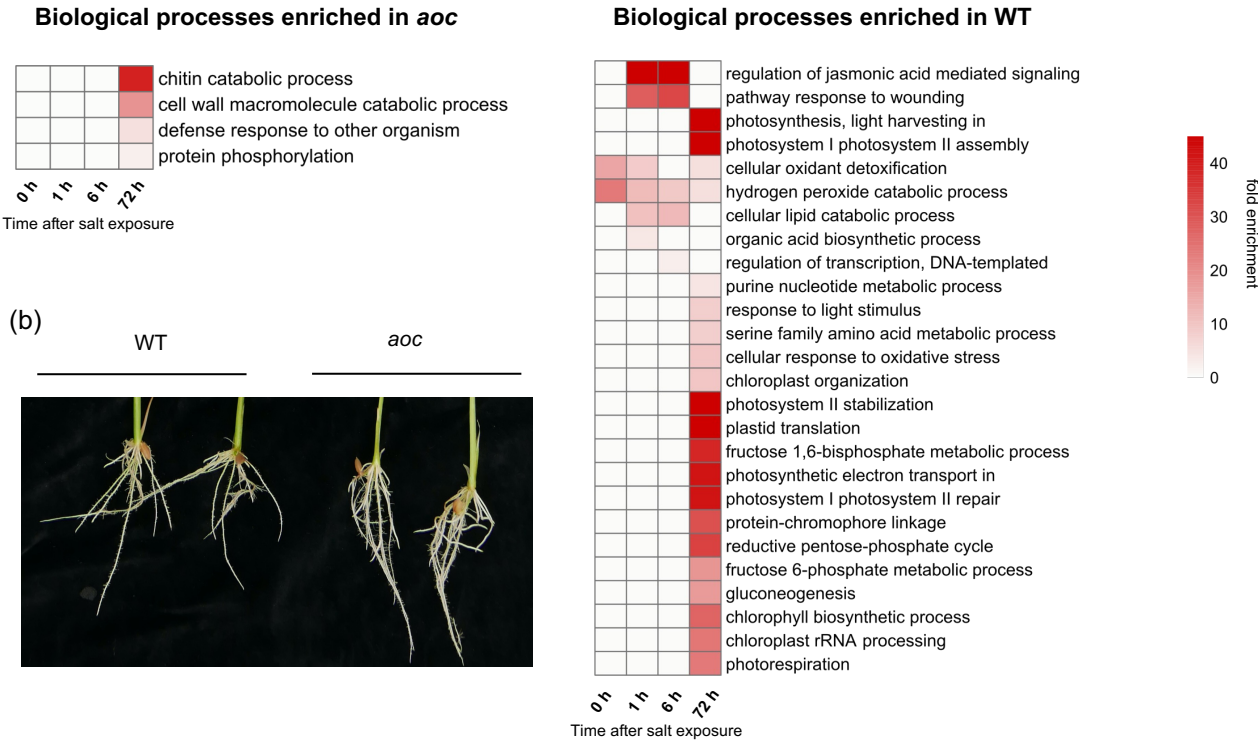 Biological processes enriched in aoc
chitin catabolic process
cell wall macromolecule catabolic process
defense response to other organism
protein phosphorylation
0 h 1 h 6 h 72 h
Time after salt exposure
(b)
WT aoc
Biological processes enriched in WT
regulation of jasmonic acid mediated signaling
pathway response to wounding
photosynthesis, light harvesting in
photosystem I photosystem II assembly
cellular oxidant detoxification
hydrogen peroxide catabolic process
cellular lipid catabolic process
organic acid biosynthetic process
regulation of transcription, DNA-templated
purine nucleotide metabolic process
response to light stimulus
serine family amino acid metabolic process
cellular response to oxidative stress
chloroplast organization
photosystem II stabilization
plastid translation
fructose 1,6-bisphosphate metabolic process
photosynthetic electron transport in
photosystem I photosystem II repair
protein-chromophore linkage
reductive pentose-phosphate cycle
fructose 6-phosphate metabolic process
gluconeogenesis
chlorophyll biosynthetic process
chloroplast rRNA processing
photorespiration
0 h 1 h 6 h 72 h
Time after salt exposure
40
30
20
10
0
fold enrichment